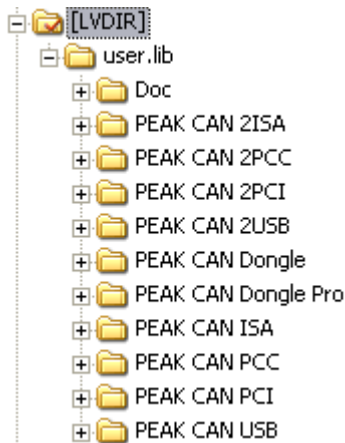 [LVDIR]
user.lib
Doc
PEAK CAN 2ISA
PEAK CAN 2PCC
PEAK CAN 2PCI
PEAK CAN 2USB
PEAK CAN Dongle
PEAK CAN Dongle Pro
PEAK CAN ISA
PEAK CAN PCC
PEAK CAN PCI
PEAK CAN USB